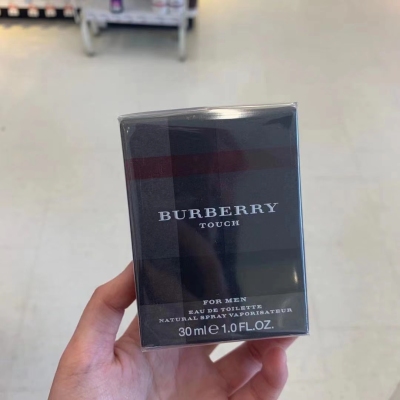 BURBERRY
TOUCH
FOR MEN
EAU DE TOILETTE
NATURAL SPRAY VAPORISATEUR
30 ml ℮ 1.0 FL.OZ.